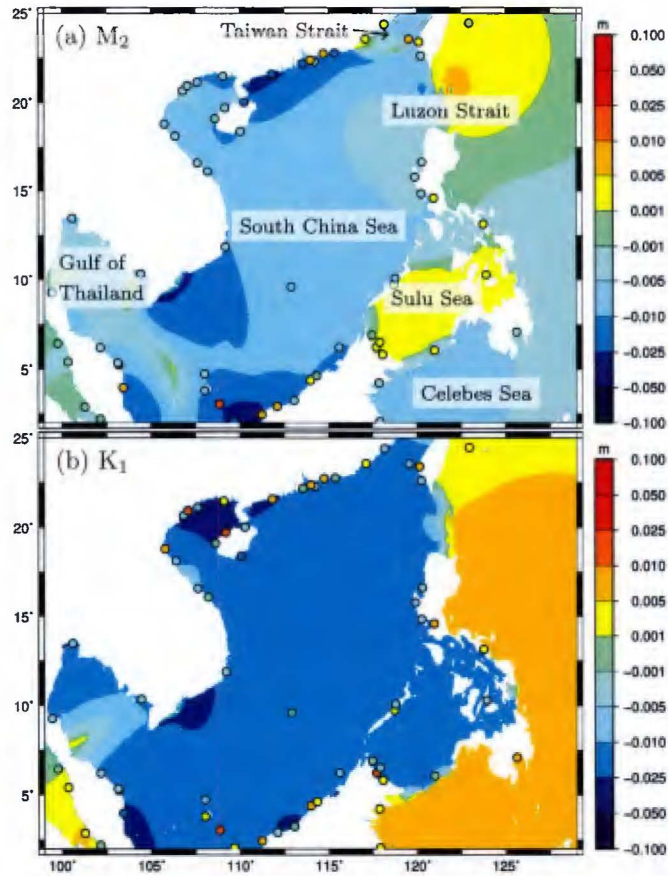 m
(a) M₂
Taiwan Strait
25°
0.100
0.050
20°
0.025
Luzon Strait
0.010
0.005
15°
0.001
South China Sea
-0.001
Gulf of
Thailand
10°
-0.005
Sulu Sea
-0.010
-0.025
5°
Celebes Sea
-0.050
-0.100
m
(b) K₁
25°
0.100
0.050
20°
0.025
0.010
0.005
15°
0.001
-0.001
10°
-0.005
-0.010
-0.025
5°
-0.050
-0.100
100° 105° 110° 115° 120° 125°